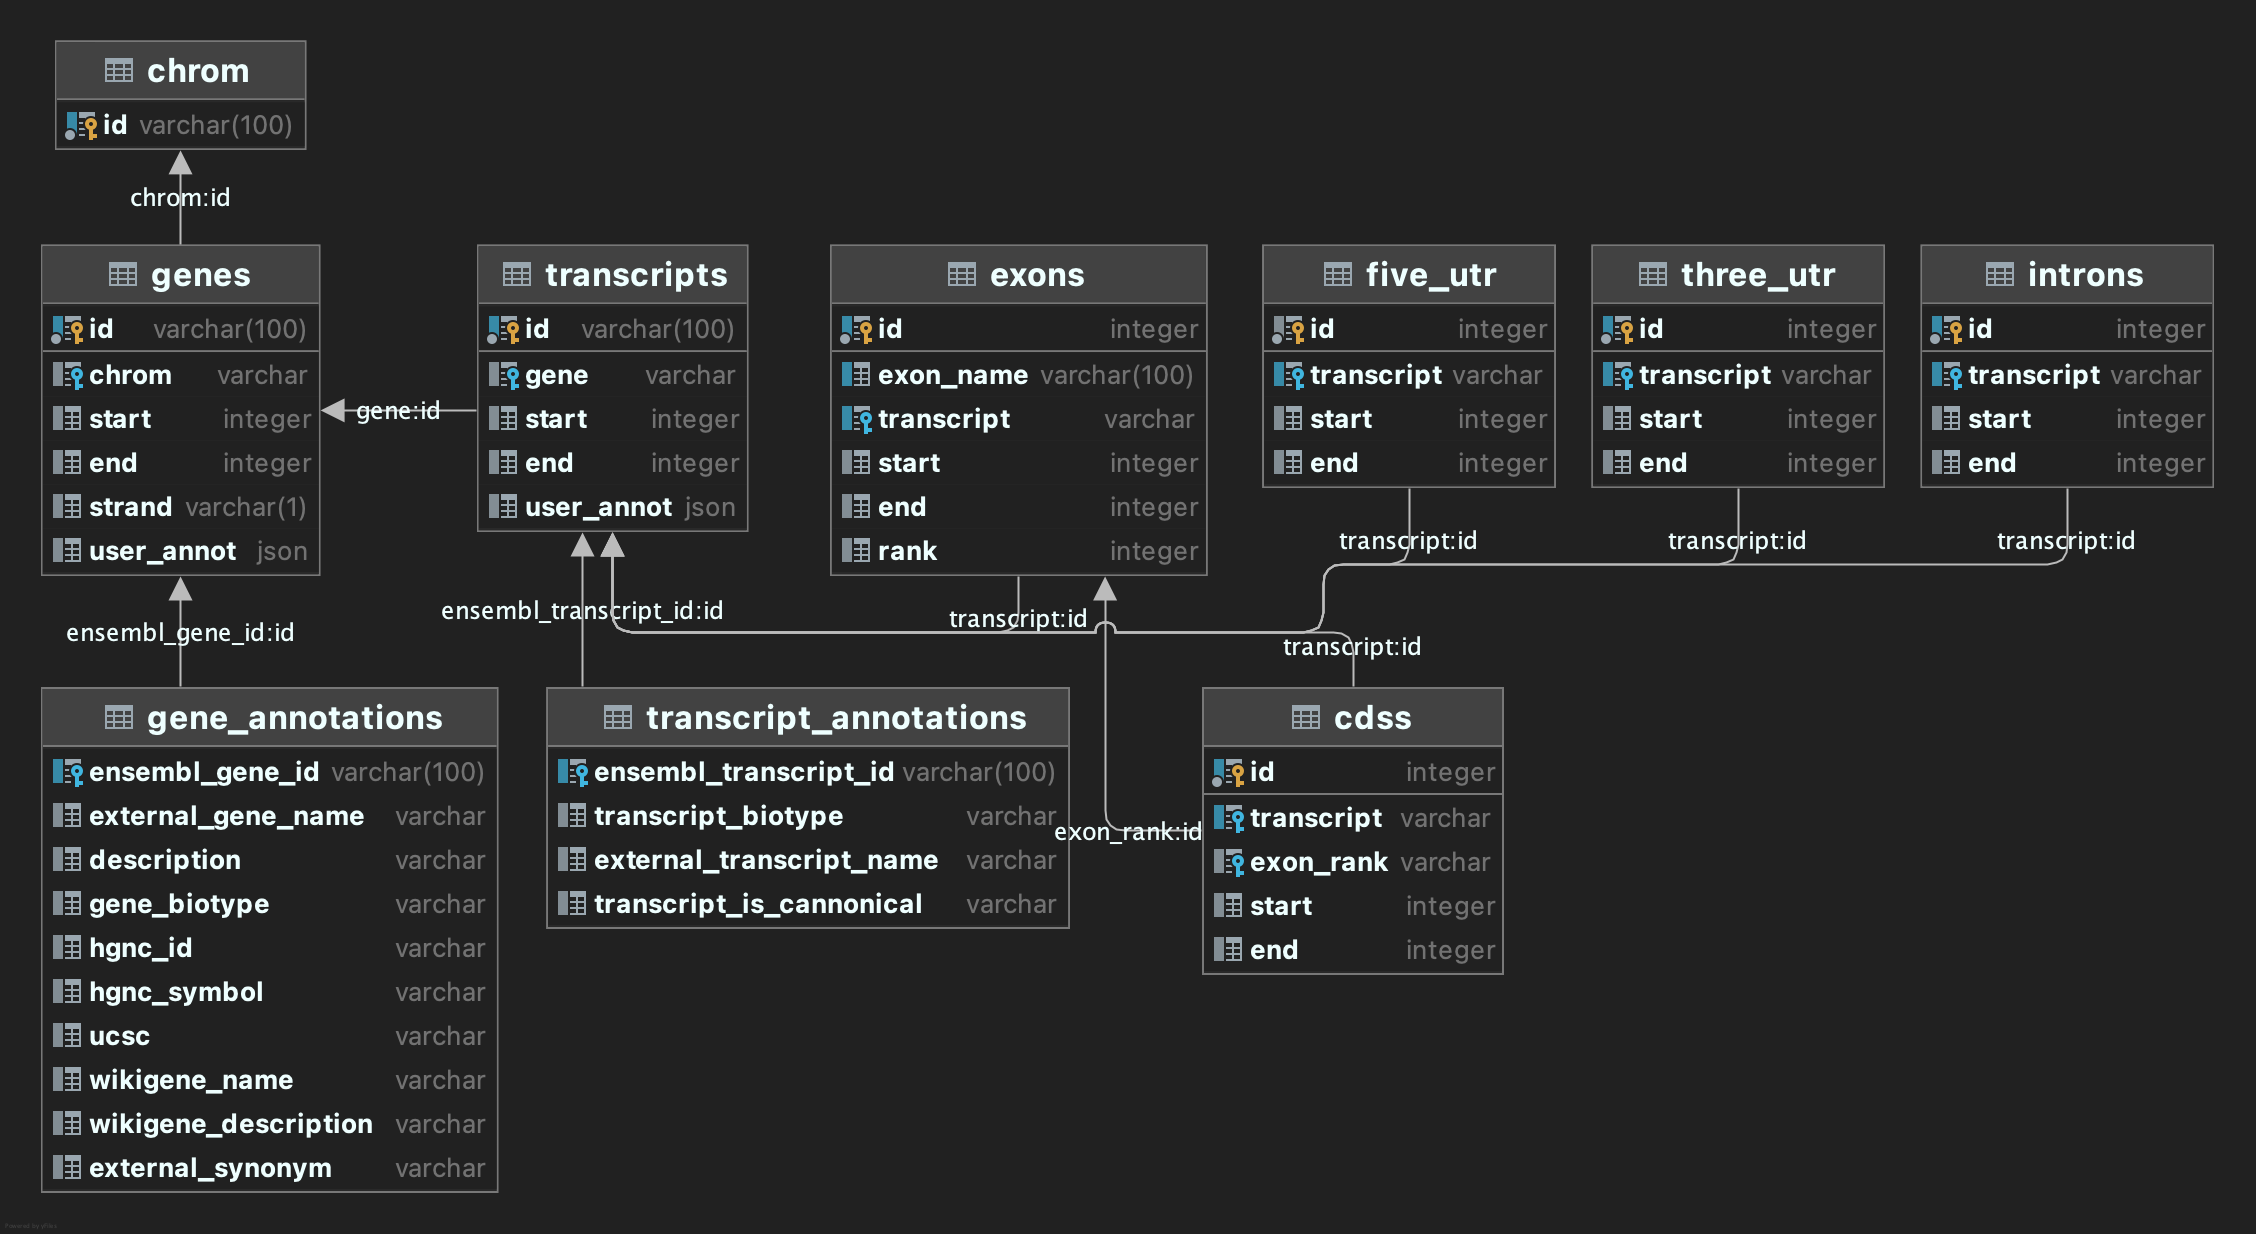 chrom
id varchar(100)
chrom:id
genes
id varchar(100)
chrom varchar
start integer
end integer
strand varchar(1)
user_annot json
gene:id
transcripts
id varchar(100)
gene varchar
start integer
end integer
user_annot json
exons
id integer
exon_name varchar(100)
transcript varchar
start integer
end integer
rank integer
five_utr
id integer
transcript varchar
start integer
end integer
three_utr
id integer
transcript varchar
start integer
end integer
introns
id integer
transcript varchar
start integer
end integer
transcript:id
transcript:id
transcript:id
ensembl_gene_id:id
ensembl_transcript_id:id
transcript:id
transcript:id
gene_annotations
ensembl_gene_id varchar(100)
external_gene_name varchar
description varchar
gene_biotype varchar
hgnc_id varchar
hgnc_symbol varchar
ucsc varchar
wikigene_name varchar
wikigene_description varchar
external_synonym varchar
transcript_annotations
ensembl_transcript_id varchar(100)
transcript_biotype varchar
external_transcript_name varchar
transcript_is_cannonical varchar
exon_rank:id
cdss
id integer
transcript varchar
exon_rank varchar
start integer
end integer
Powered by yFiles